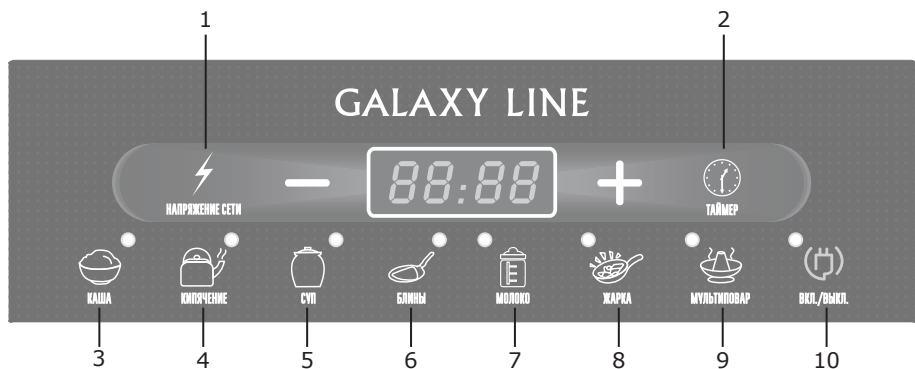 1 2
GALAXY LINE
88:88
НАПРЯЖЕНИЕ СЕТИ ТАЙМЕР
КАША КИПЯЧЕНИЕ СУП БЛИНЫ МОЛОКО ЖАРКА МУЛЬТИПОВАР ВКЛ./ВЫКЛ.
3 4 5 6 7 8 9 10